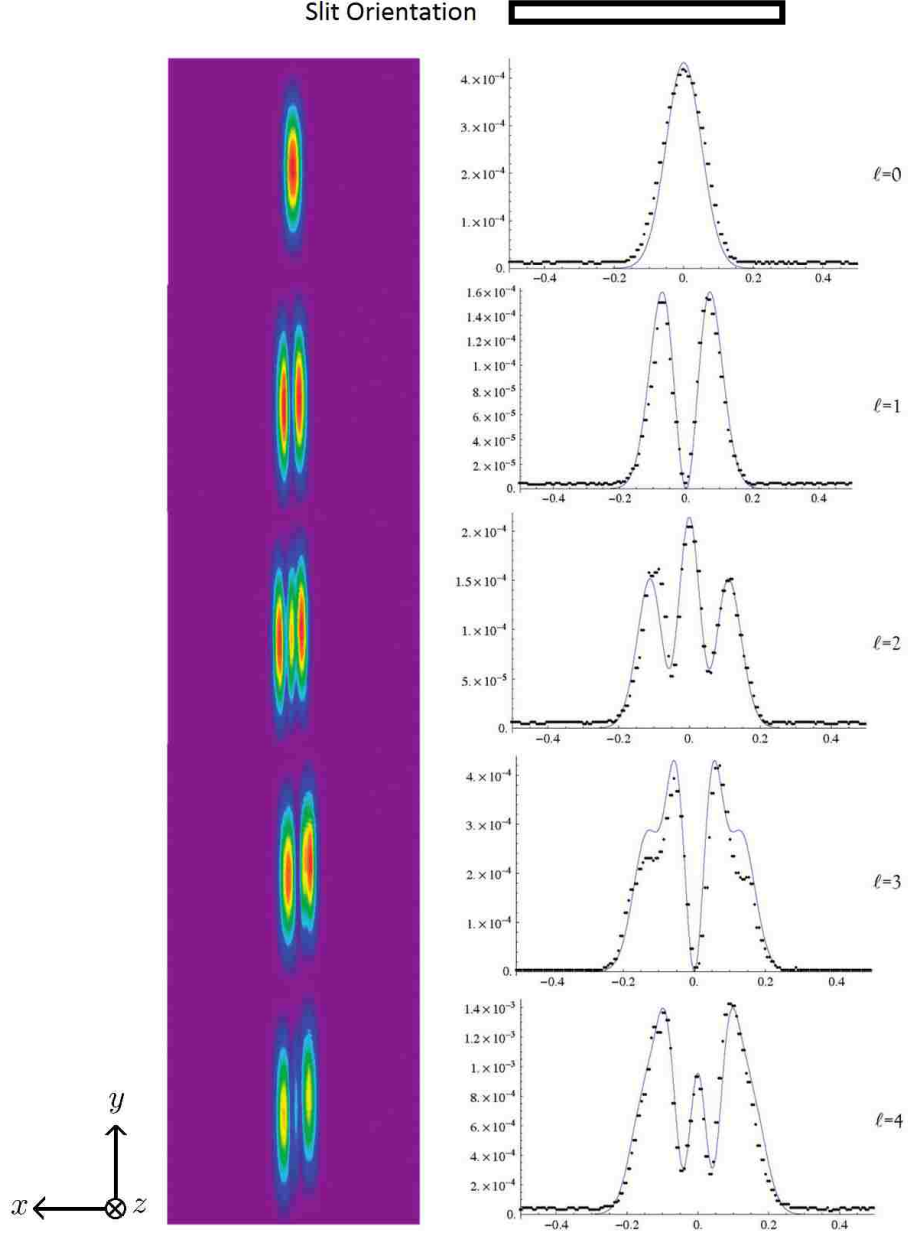 Slit Orientation
4.×10⁻⁴
3.×10⁻⁴
2.×10⁻⁴
1.×10⁻⁴
0.
−0.4 −0.2 0. 0.2 0.4
ℓ=0
1.6×10⁻⁴
1.4×10⁻⁴
1.2×10⁻⁴
1.×10⁻⁴
8.×10⁻⁵
6.×10⁻⁵
4.×10⁻⁵
2.×10⁻⁵
0.
−0.4 −0.2 0. 0.2 0.4
ℓ=1
2.×10⁻⁴
1.5×10⁻⁴
1.×10⁻⁴
5.×10⁻⁵
0.
−0.4 −0.2 0. 0.2 0.4
ℓ=2
4.×10⁻⁴
3.×10⁻⁴
2.×10⁻⁴
1.×10⁻⁴
0.
−0.4 −0.2 0. 0.2 0.4
ℓ=3
1.4×10⁻³
1.2×10⁻³
1.×10⁻³
8.×10⁻⁴
6.×10⁻⁴
4.×10⁻⁴
2.×10⁻⁴
0.
−0.4 −0.2 0. 0.2 0.4
ℓ=4
y
x z